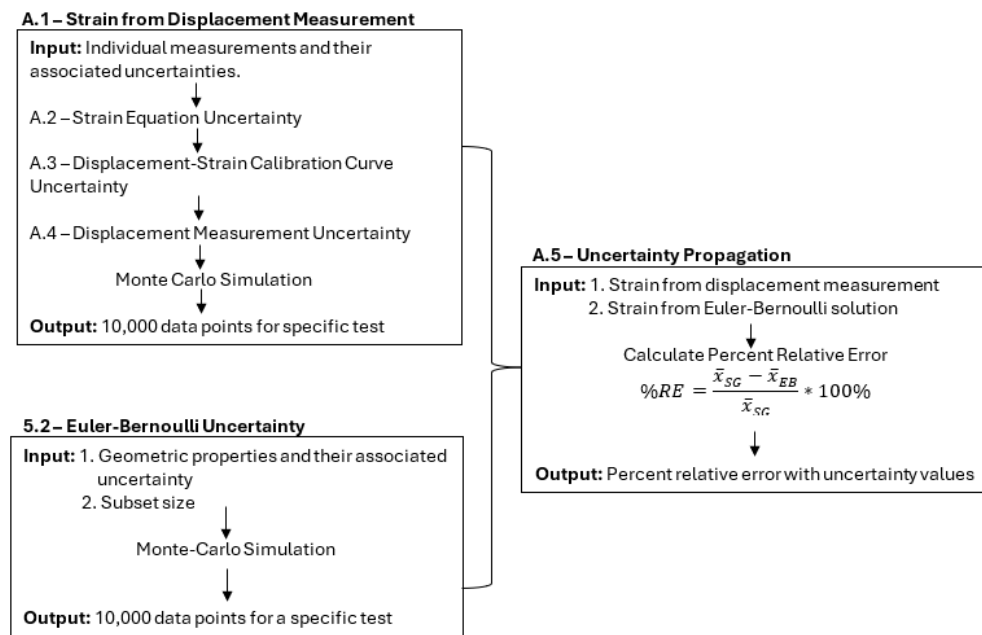 A.1 – Strain from Displacement Measurement
Input: Individual measurements and their
associated uncertainties.
A.2 – Strain Equation Uncertainty
A.3 – Displacement-Strain Calibration Curve
Uncertainty
A.4 – Displacement Measurement Uncertainty
Monte Carlo Simulation
Output: 10,000 data points for specific test
5.2 – Euler-Bernoulli Uncertainty
Input: 1. Geometric properties and their associated
uncertainty
2. Subset size
Monte-Carlo Simulation
Output: 10,000 data points for a specific test
A.5 – Uncertainty Propagation
Input: 1. Strain from displacement measurement
2. Strain from Euler-Bernoulli solution
Calculate Percent Relative Error
%RE = (x̄_SG − x̄_EB) / x̄_SG * 100%
Output: Percent relative error with uncertainty values